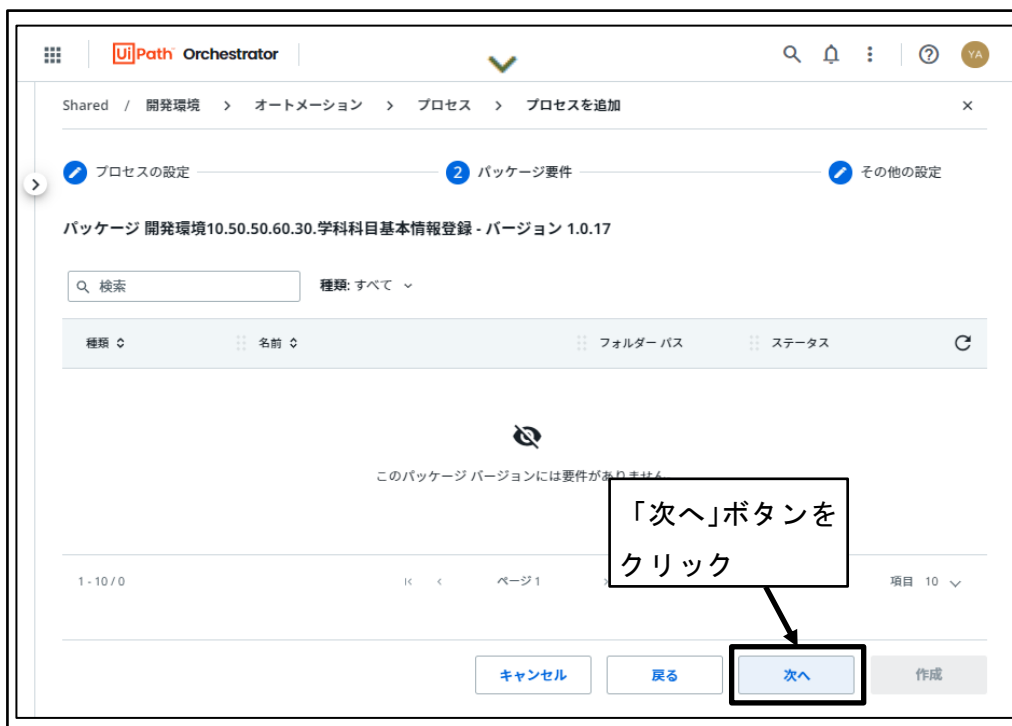 UiPath Orchestrator
YA
Shared / 開発環境 > オートメーション > プロセス > プロセスを追加 ×
プロセスの設定 2 パッケージ要件 その他の設定
パッケージ 開発環境10.50.50.60.30.学科科目基本情報登録 - バージョン 1.0.17
検索 種類: すべて
種類 名前 フォルダー パス ステータス
このパッケージ バージョンには要件がありません
「次へ」ボタンを
クリック
1 - 10 / 0 ページ 1 項目 10
キャンセル 戻る 次へ 作成